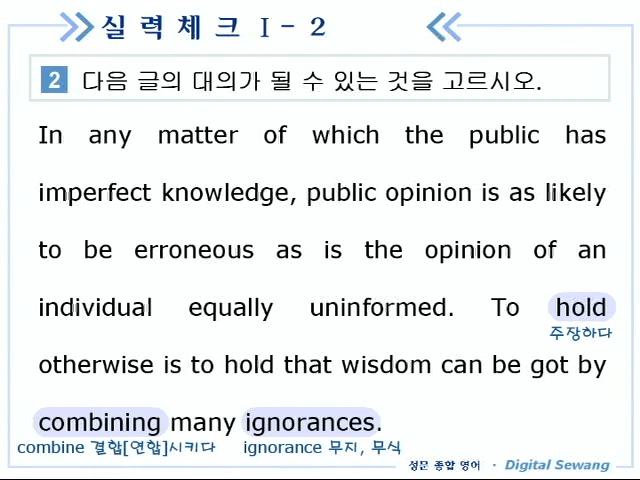 실력체크 I - 2
2 다음 글의 대의가 될 수 있는 것을 고르시오.
In any matter of which the public has
imperfect knowledge, public opinion is as likely
to be erroneous as is the opinion of an
individual equally uninformed. To hold
주장하다
otherwise is to hold that wisdom can be got by
combining many ignorances.
combine 결합[연합]시키다 ignorance 무지, 무식
성문 종합 영어 · Digital Sewang